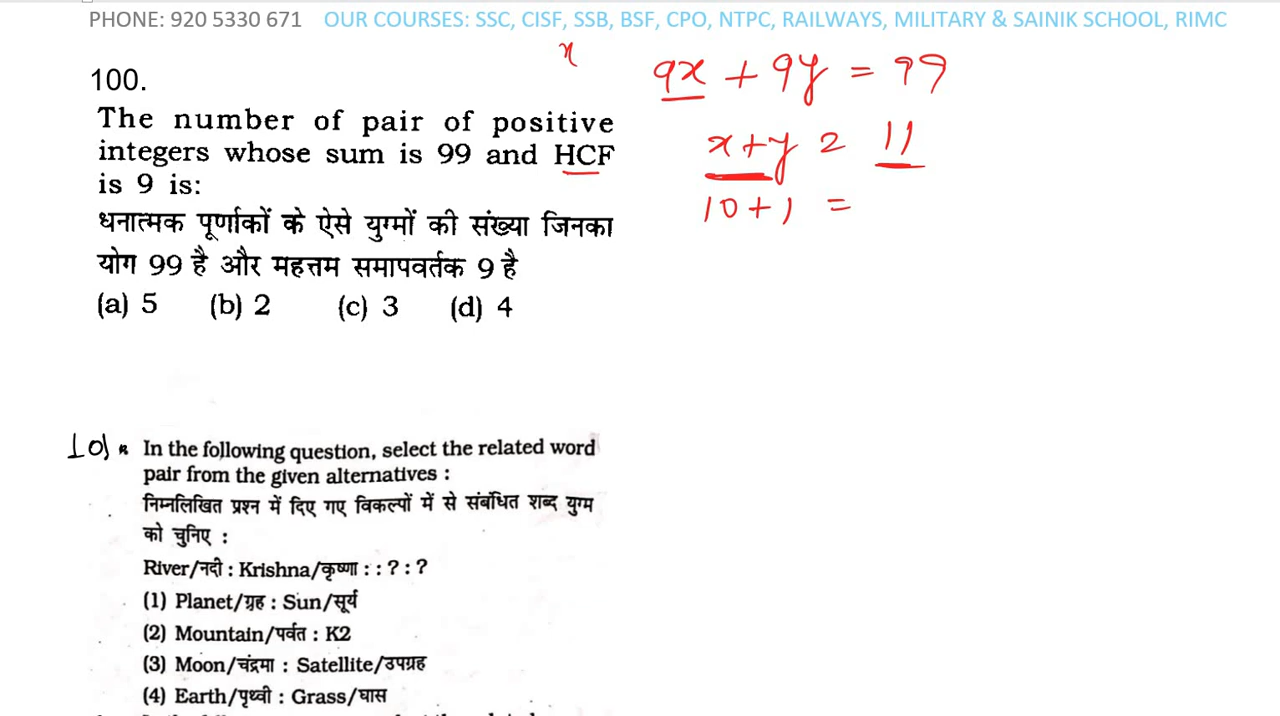 PHONE: 920 5330 671 OUR COURSES: SSC, CISF, SSB, BSF, CPO, NTPC, RAILWAYS, MILITARY & SAINIK SCHOOL, RIMC
x
9x + 9y = 99
x+y = 11
10+1 =
100.
The number of pair of positive
integers whose sum is 99 and HCF
is 9 is:
धनात्मक पूर्णाकों के ऐसे युग्मों की संख्या जिनका
योग 99 है और महत्तम समापवर्तक 9 है
(a) 5 (b) 2 (c) 3 (d) 4
101. In the following question, select the related word
pair from the given alternatives :
निम्नलिखित प्रश्न में दिए गए विकल्पों में से संबंधित शब्द युग्म
को चुनिए :
River/नदी : Krishna/कृष्णा : : ? : ?
(1) Planet/ग्रह : Sun/सूर्य
(2) Mountain/पर्वत : K2
(3) Moon/चंद्रमा : Satellite/उपग्रह
(4) Earth/पृथ्वी : Grass/घास